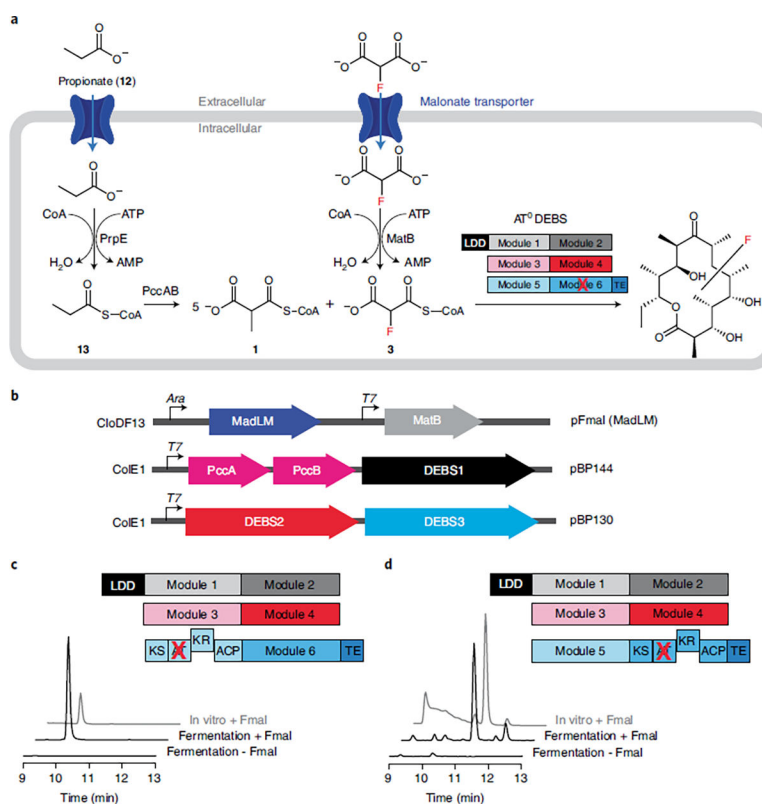 a
Propionate (12)
Extracellular
Intracellular
Malonate transporter
O
O−
O
O
−O
O−
F
O
O−
O
O
−O
O−
F
CoA
ATP
PrpE
H2O
AMP
CoA
ATP
MatB
H2O
AMP
AT0 DEBS
LDD
Module 1
Module 2
Module 3
Module 4
Module 5
Module 6
TE
O
S–CoA
13
PccAB
5
−O
O
O
S–CoA
1
+
−O
O
O
S–CoA
F
3
O
F
OH
O
O
OH
OH
b
CloDF13
Ara
MadLM
T7
MatB
pFmal (MadLM)
ColE1
T7
PccA
PccB
DEBS1
pBP144
ColE1
T7
DEBS2
DEBS3
pBP130
c
LDD
Module 1
Module 2
Module 3
Module 4
KS
AT
KR
ACP
Module 6
TE
In vitro + Fmal
Fermentation + Fmal
Fermentation - Fmal
9 10 11 12 13
Time (min)
d
LDD
Module 1
Module 2
Module 3
Module 4
Module 5
KS
AT
KR
ACP
TE
In vitro + Fmal
Fermentation + Fmal
Fermentation - Fmal
9 10 11 12 13
Time (min)